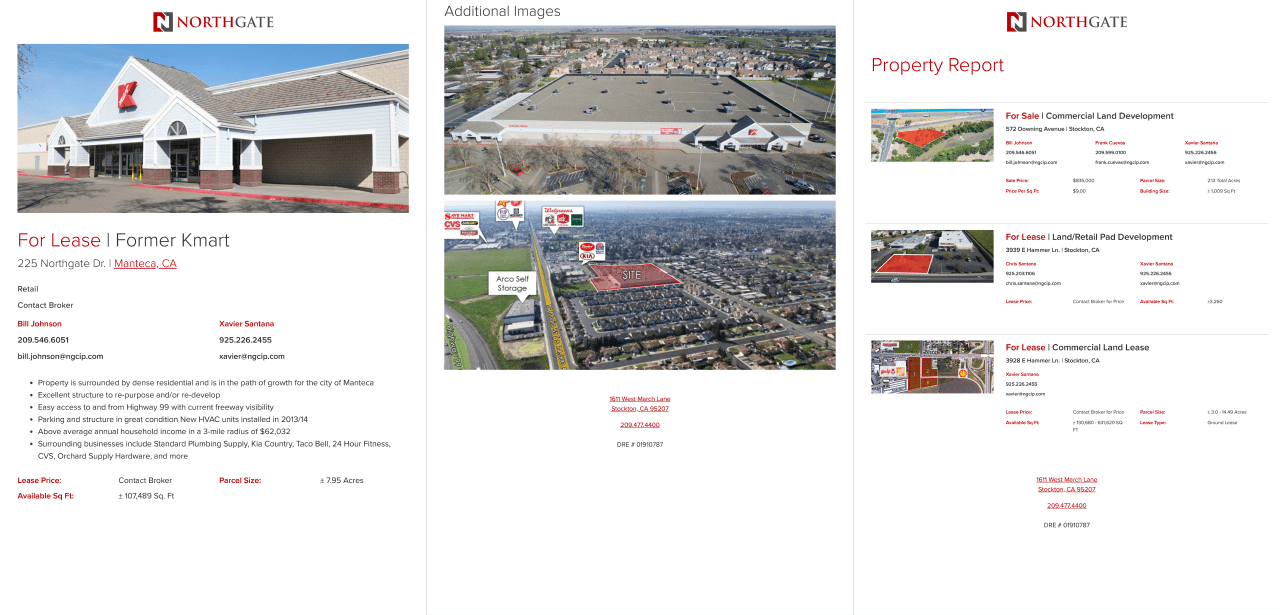 NORTHGATE
For Lease | Former Kmart
225 Northgate Dr. | Manteca, CA
Retail
Contact Broker
Bill Johnson
Xavier Santana
209.546.6051
925.226.2455
bill.johnson@ngcip.com
xavier@ngcip.com
• Property is surrounded by dense residential and is in the path of growth for the city of Manteca
• Excellent structure to re-purpose and/or re-develop
• Easy access to and from Highway 99 with current freeway visibility
• Parking and structure in great condition New HVAC units installed in 2013/14
• Above average annual household income in a 3-mile radius of $62,032
• Surrounding businesses include Standard Plumbing Supply, Kia Country, Taco Bell, 24 Hour Fitness,
CVS, Orchard Supply Hardware, and more
Lease Price: Contact Broker Parcel Size: ± 7.95 Acres
Available Sq Ft: ± 107,489 Sq. Ft
Additional Images
SAVE MART
CVS
Walgreens
KIA
SITE
Arco Self
Storage
1611 West March Lane
Stockton, CA 95207
209.477.4400
DRE # 01910787
NORTHGATE
Property Report
For Sale | Commercial Land Development
572 Downing Avenue | Stockton, CA
Bill Johnson Frank Cuevas Xavier Santana
209.546.6051 209.599.0100 925.226.2455
bill.johnson@ngcip.com frank.cuevas@ngcip.com xavier@ngcip.com
Sale Price: $835,000 Parcel Size: 2.13 Total Acres
Price Per Sq Ft: $9.00 Building Size: ± 1,009 Sq Ft
For Lease | Land/Retail Pad Development
3939 E Hammer Ln. | Stockton, CA
Chris Santana Xavier Santana
925.203.1106 925.226.2455
chris.santana@ngcip.com xavier@ngcip.com
Lease Price: Contact Broker for Price Available Sq Ft: ±3,250
For Lease | Commercial Land Lease
3928 E Hammer Ln. | Stockton, CA
Xavier Santana
925.226.2455
xavier@ngcip.com
Lease Price: Contact Broker for Price Parcel Size: ± 3.0 - 14.49 Acres
Available Sq Ft: ± 130,680 - 631,620 SQ FT Lease Type: Ground Lease
1611 West March Lane
Stockton, CA 95207
209.477.4400
DRE # 01910787